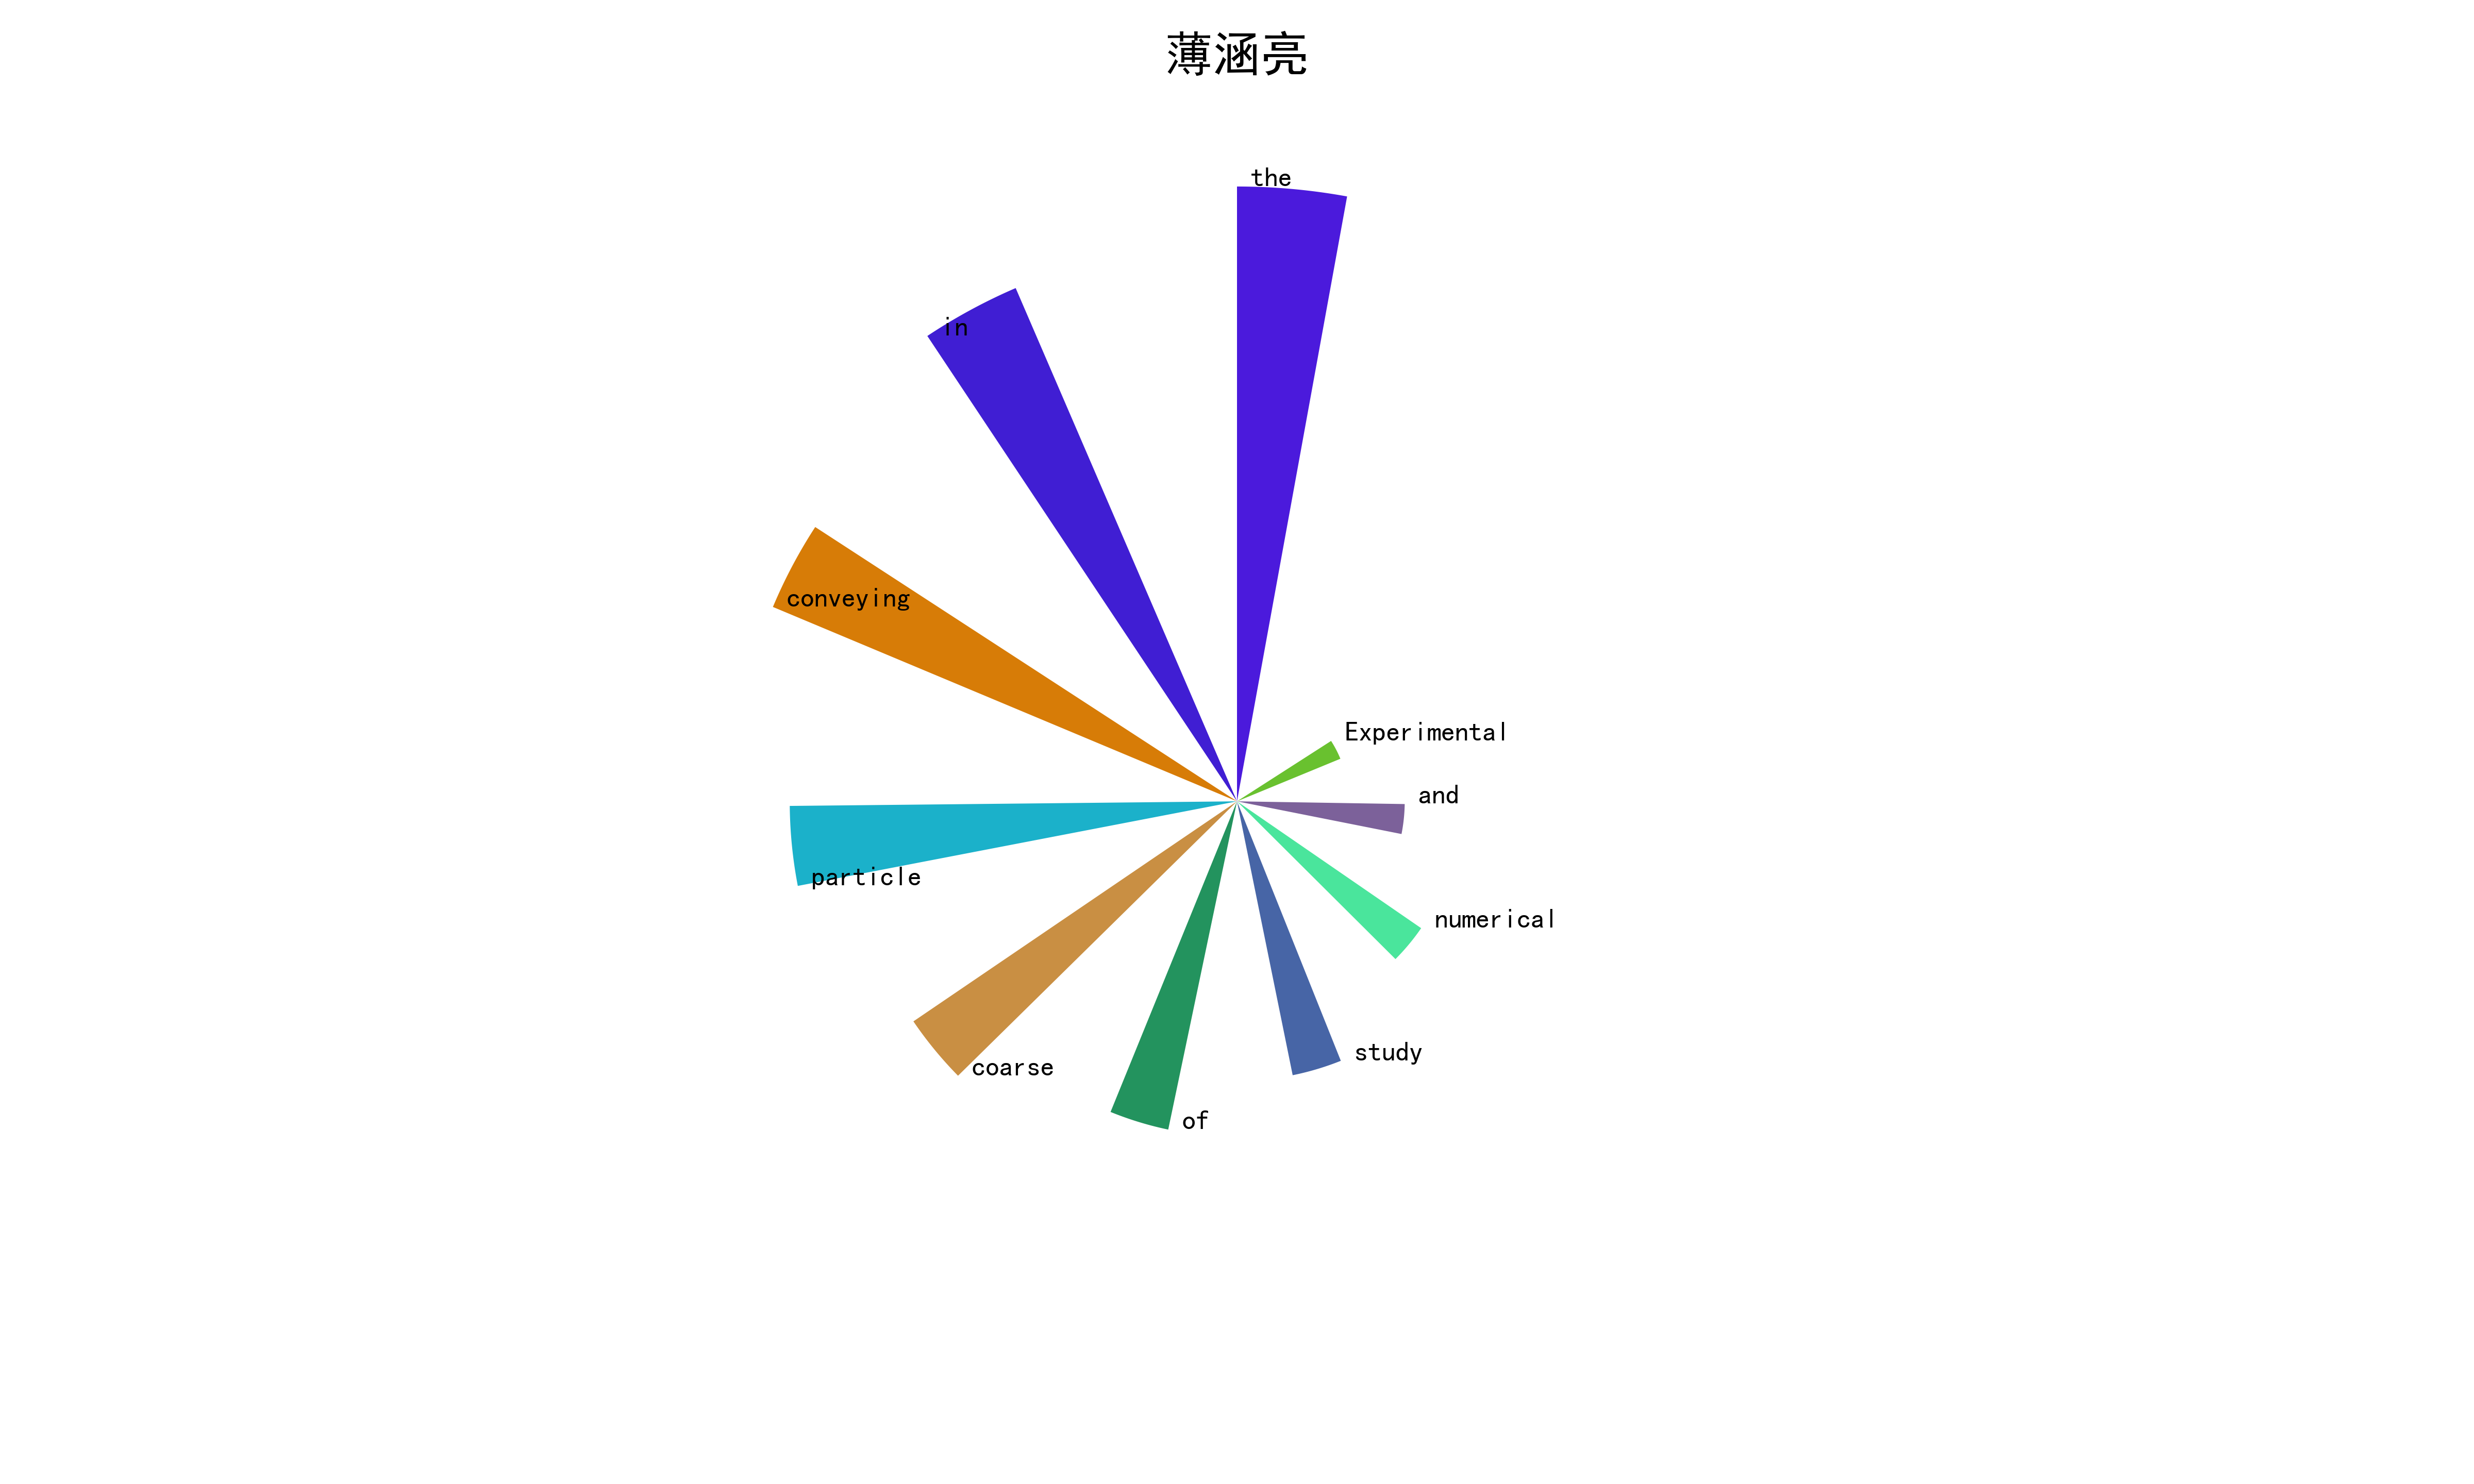 薄涵亮
the
in
conveying
Experimental
and
particle
numerical
study
coarse
of